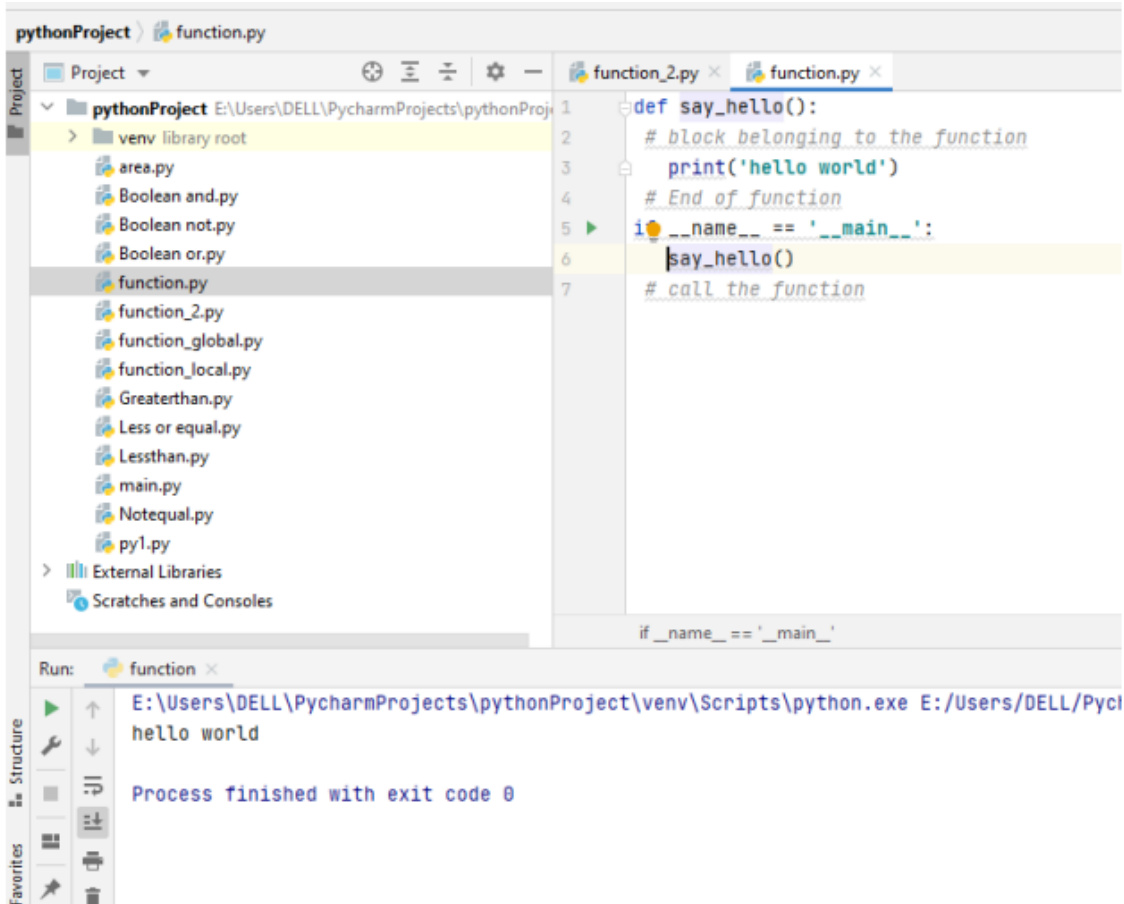 pythonProject function.py
Project
Project
function_2.py function.py
pythonProject E:\Users\DELL\PycharmProjects\pythonProj
venv library root
area.py
Boolean and.py
Boolean not.py
Boolean or.py
function.py
function_2.py
function_global.py
function_local.py
Greaterthan.py
Less or equal.py
Lessthan.py
main.py
Notequal.py
py1.py
External Libraries
Scratches and Consoles
1 def say_hello():
2 # block belonging to the function
3 print('hello world')
4 # End of function
5 if __name__ == '__main__':
6 say_hello()
7 # call the function
if __name__ == '__main__'
Run: function
E:\Users\DELL\PycharmProjects\pythonProject\venv\Scripts\python.exe E:/Users/DELL/Pych
hello world
Process finished with exit code 0
Structure
Favorites